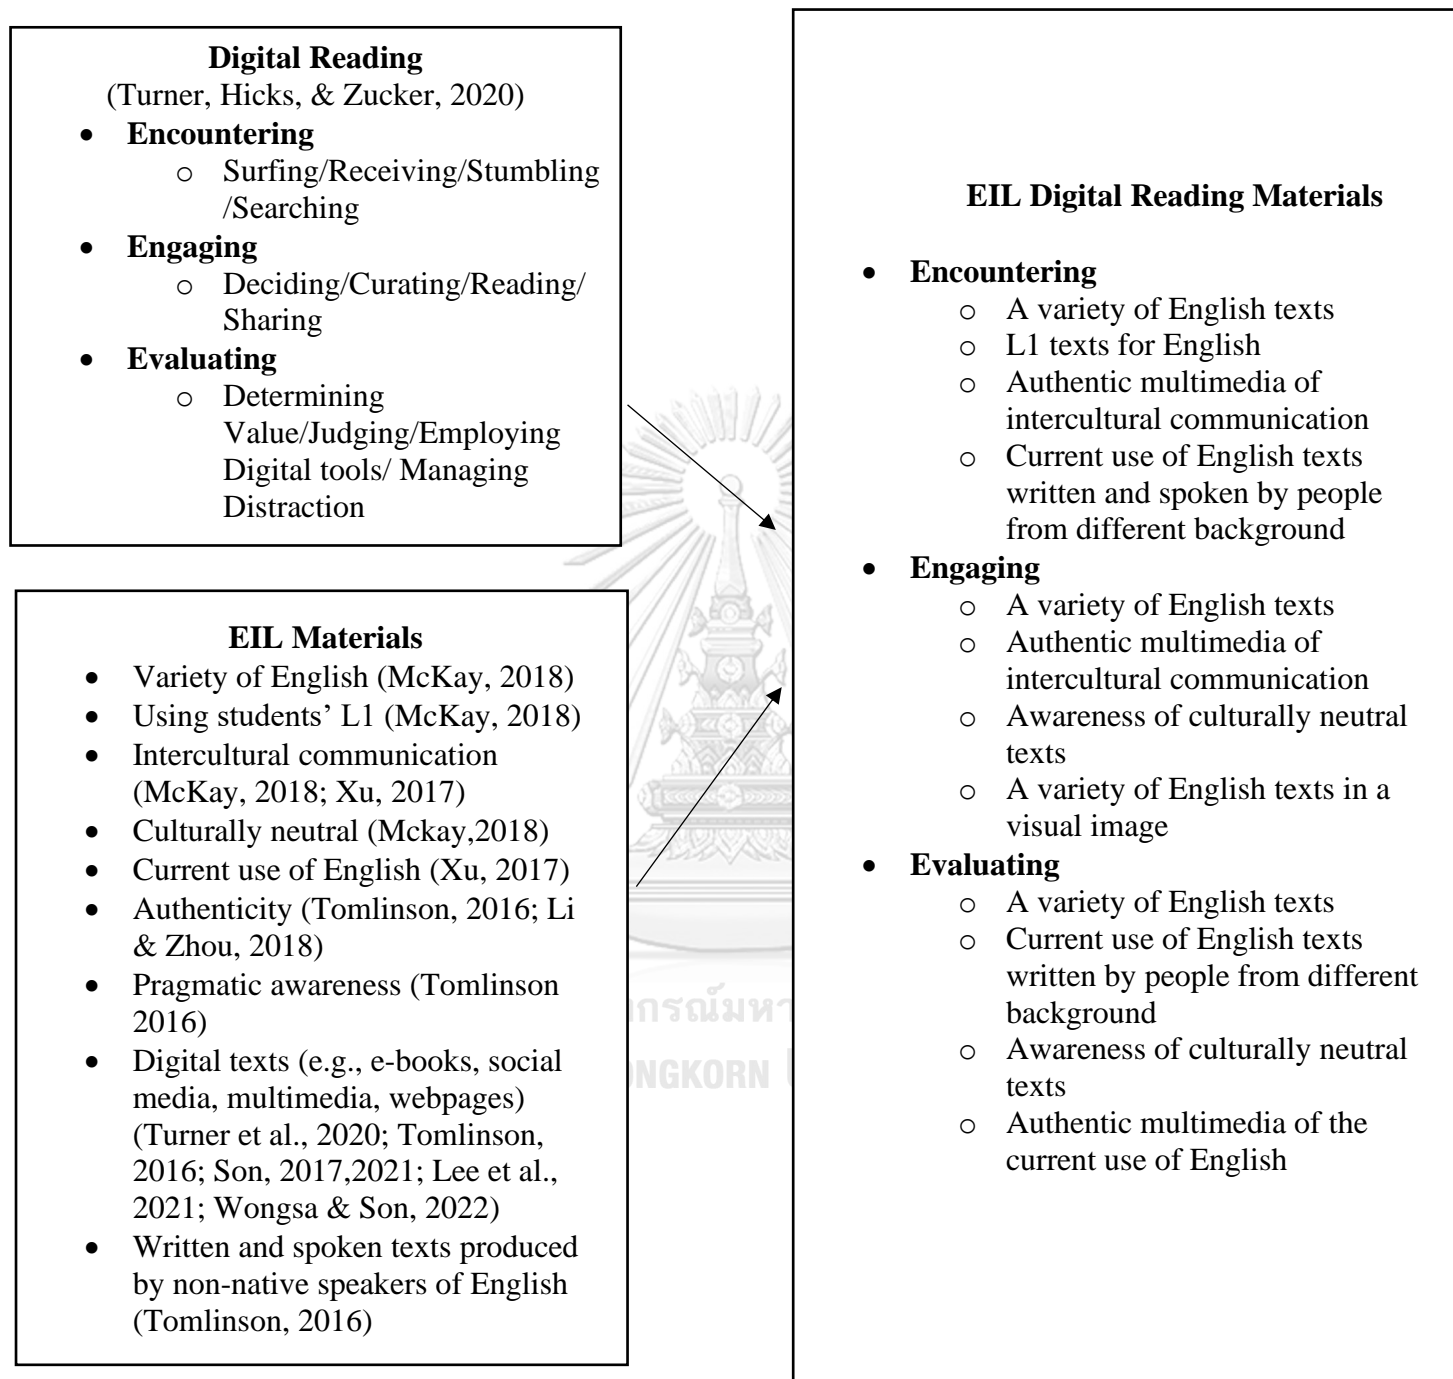 Digital Reading
(Turner, Hicks, & Zucker, 2020)
• Encountering
o Surfing/Receiving/Stumbling
/Searching
• Engaging
o Deciding/Curating/Reading/
Sharing
• Evaluating
o Determining
Value/Judging/Employing
Digital tools/ Managing
Distraction
EIL Materials
• Variety of English (McKay, 2018)
• Using students’ L1 (McKay, 2018)
• Intercultural communication
(McKay, 2018; Xu, 2017)
• Culturally neutral (Mckay,2018)
• Current use of English (Xu, 2017)
• Authenticity (Tomlinson, 2016; Li
& Zhou, 2018)
• Pragmatic awareness (Tomlinson
2016)
• Digital texts (e.g., e-books, social
media, multimedia, webpages)
(Turner et al., 2020; Tomlinson,
2016; Son, 2017,2021; Lee et al.,
2021; Wongsa & Son, 2022)
• Written and spoken texts produced
by non-native speakers of English
(Tomlinson, 2016)
EIL Digital Reading Materials
• Encountering
o A variety of English texts
o L1 texts for English
o Authentic multimedia of
intercultural communication
o Current use of English texts
written and spoken by people
from different background
• Engaging
o A variety of English texts
o Authentic multimedia of
intercultural communication
o Awareness of culturally neutral
texts
o A variety of English texts in a
visual image
• Evaluating
o A variety of English texts
o Current use of English texts
written by people from different
background
o Awareness of culturally neutral
texts
o Authentic multimedia of the
current use of English